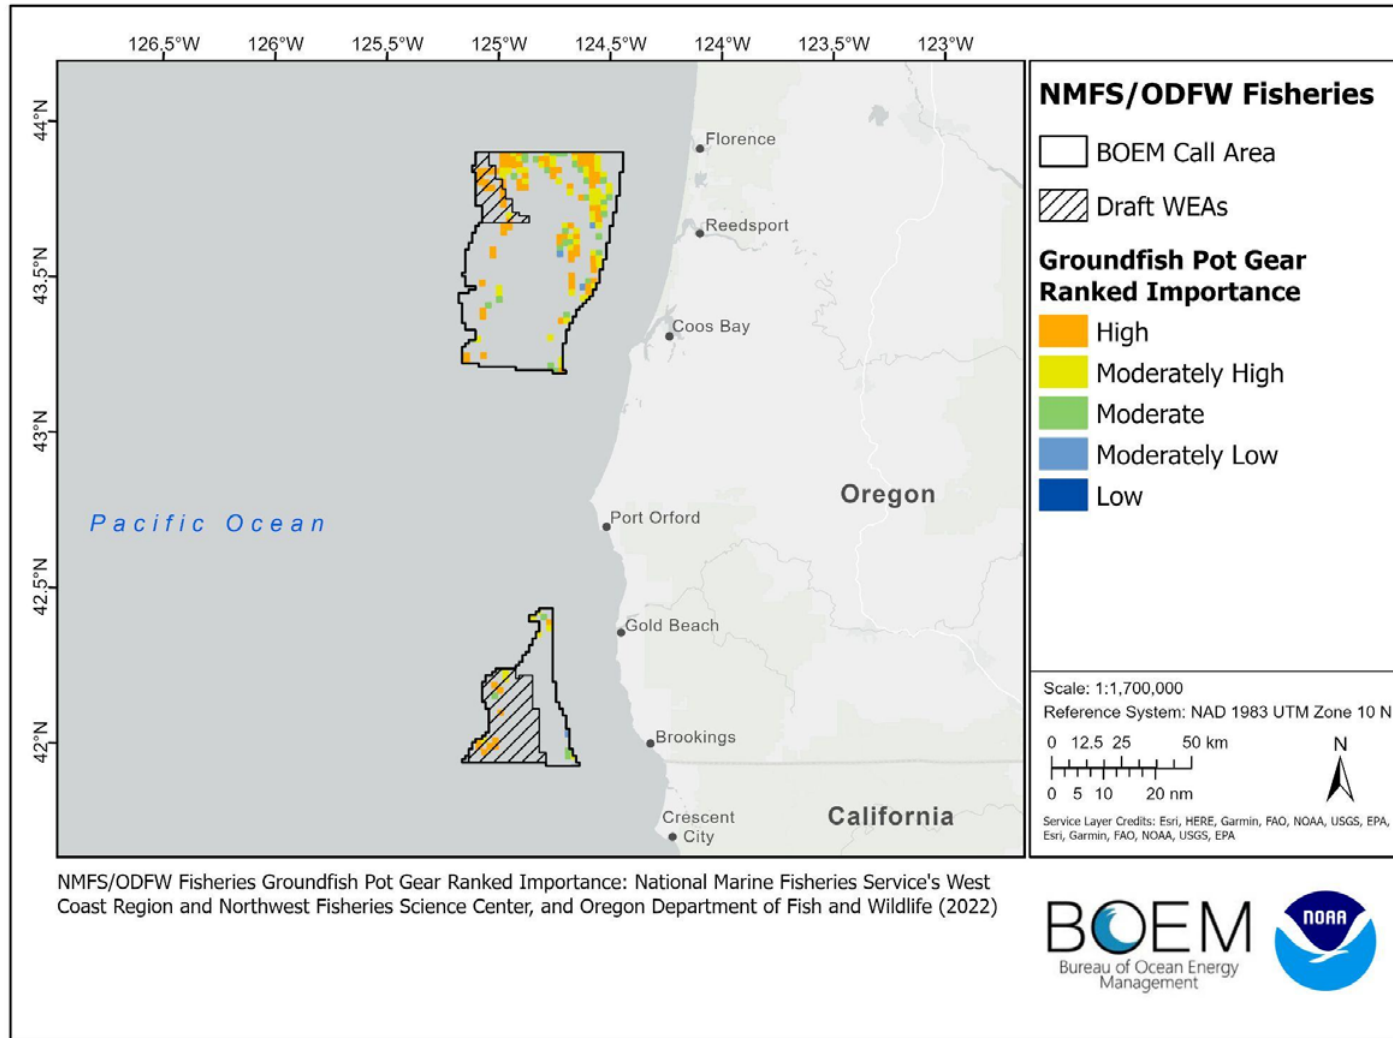 126.5°W 126°W 125.5°W 125°W 124.5°W 124°W 123.5°W 123°W
44°N
43.5°N
43°N
42.5°N
42°N
Florence
Reedsport
Coos Bay
Oregon
Pacific Ocean
Port Orford
Gold Beach
Brookings
Crescent
City
California
NMFS/ODFW Fisheries
BOEM Call Area
Draft WEAs
Groundfish Pot Gear
Ranked Importance
High
Moderately High
Moderate
Moderately Low
Low
Scale: 1:1,700,000
Reference System: NAD 1983 UTM Zone 10 N
0 12.5 25 50 km
0 5 10 20 nm
N
Service Layer Credits: Esri, HERE, Garmin, FAO, NOAA, USGS, EPA,
Esri, Garmin, FAO, NOAA, USGS, EPA
NMFS/ODFW Fisheries Groundfish Pot Gear Ranked Importance: National Marine Fisheries Service's West
Coast Region and Northwest Fisheries Science Center, and Oregon Department of Fish and Wildlife (2022)
BOEM
Bureau of Ocean Energy
Management
NOAA